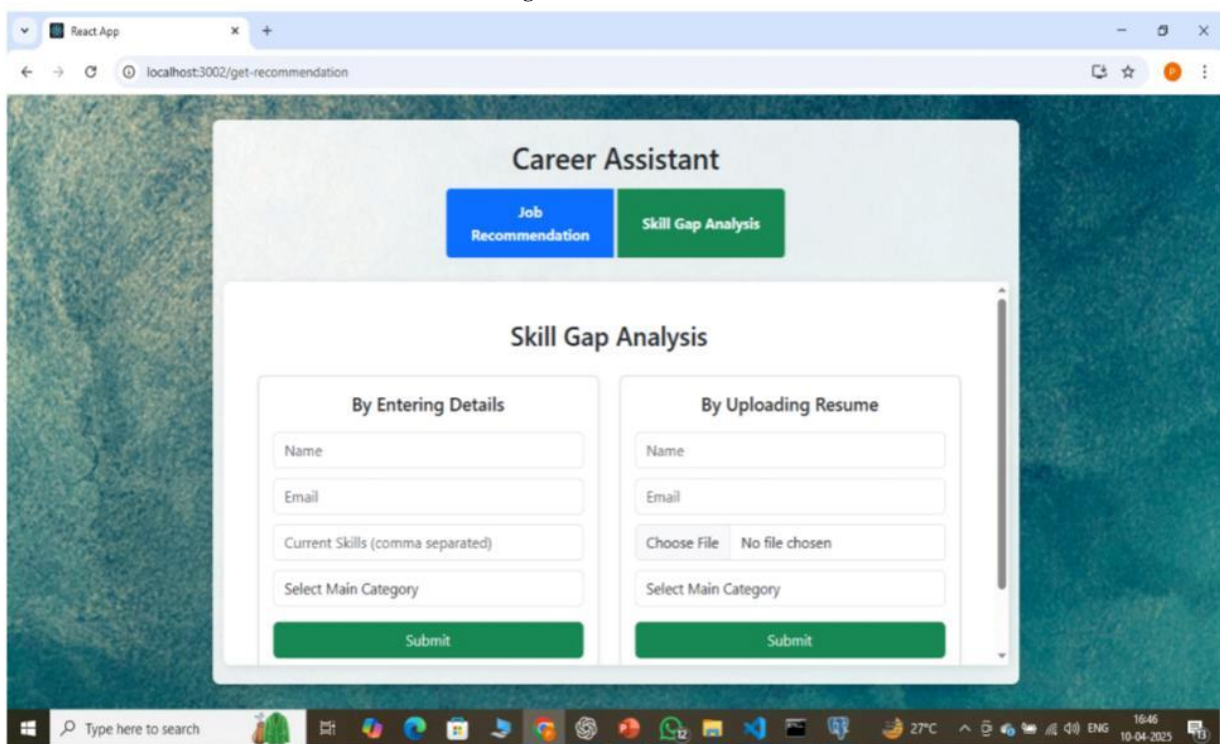 React App
localhost:3002/get-recommendation
P
Career Assistant
Job
Recommendation
Skill Gap Analysis
Skill Gap Analysis
By Entering Details
Name
Email
Current Skills (comma separated)
Select Main Category
Submit
By Uploading Resume
Name
Email
Choose File No file chosen
Select Main Category
Submit
Type here to search
27°C
ENG
16:46
10-04-2025